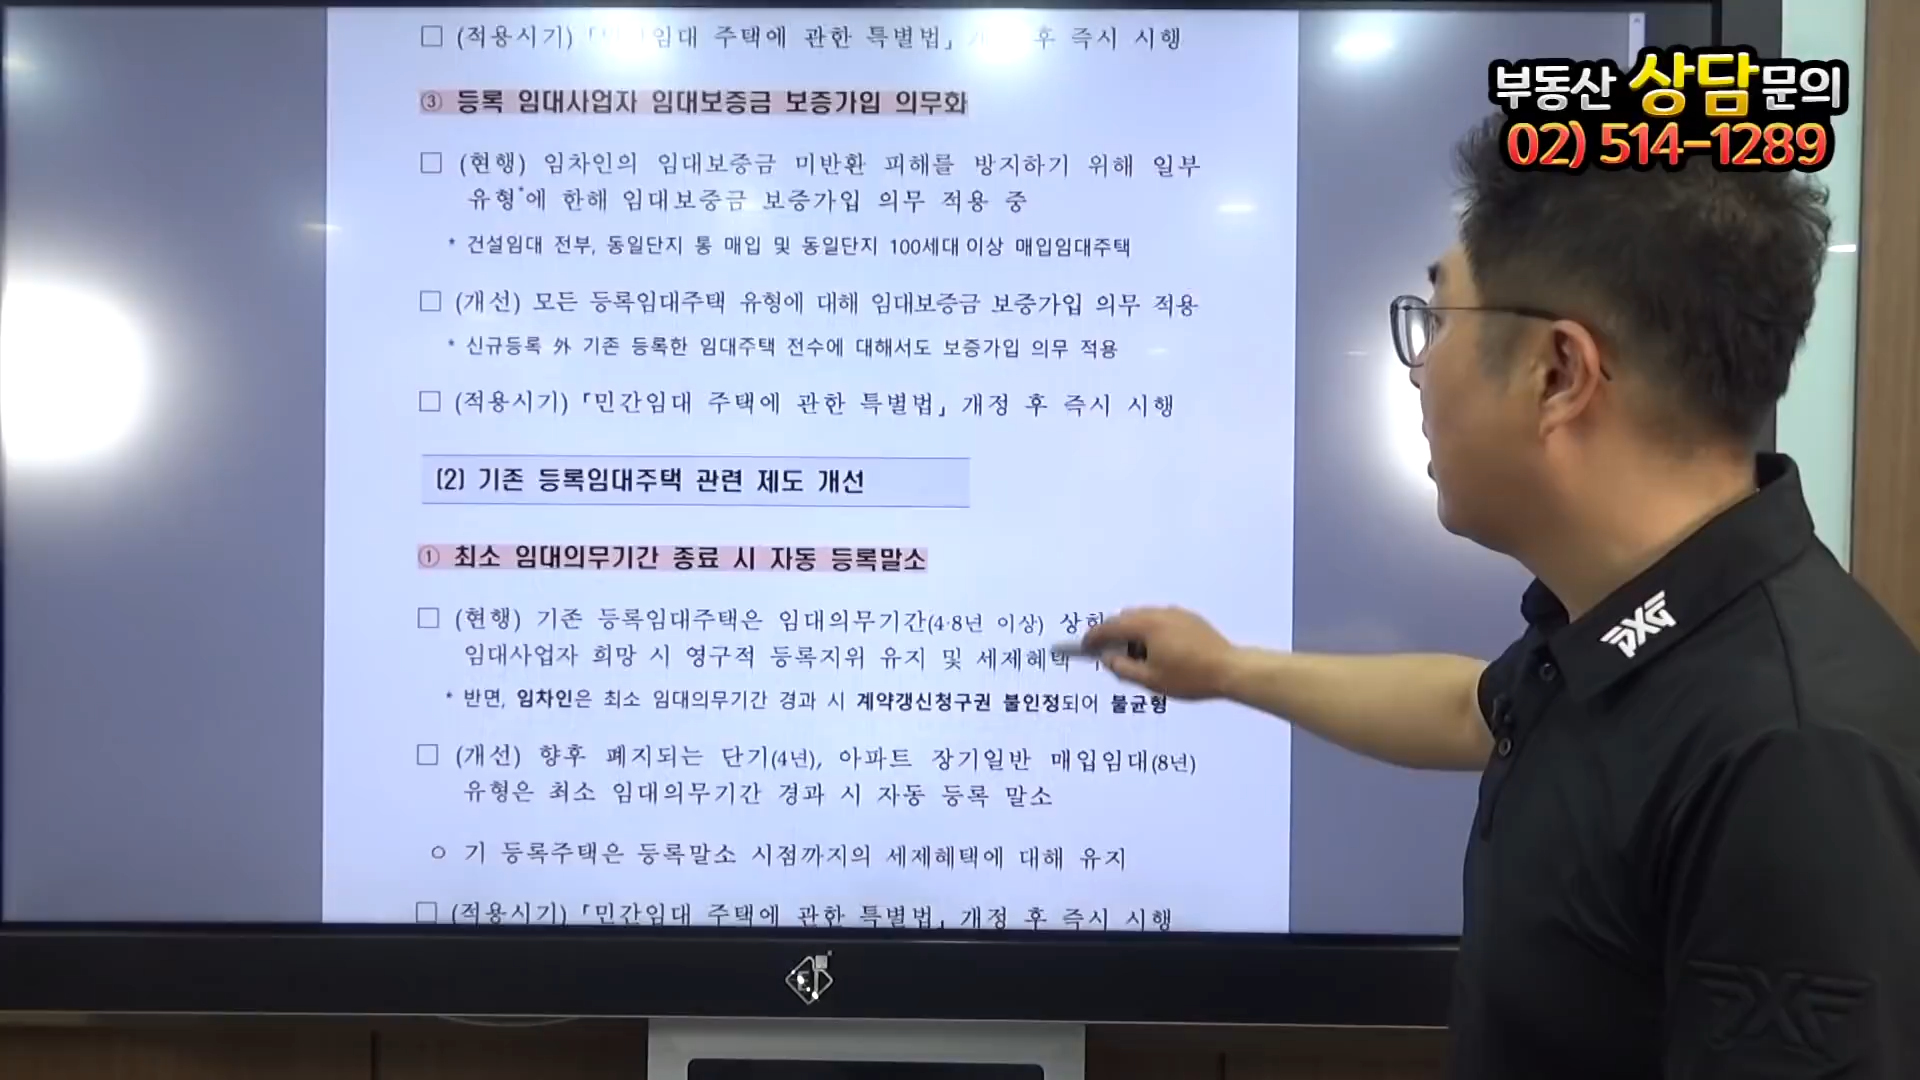 □ (적용시기) 「 임대 주택에 관한 특별법」 후 즉시 시행
부동산 상담문의
02) 514-1289
③ 등록 임대사업자 임대보증금 보증가입 의무화
□ (현행) 임차인의 임대보증금 미반환 피해를 방지하기 위해 일부
유형*에 한해 임대보증금 보증가입 의무 적용 중
* 건설임대 전부, 동일단지 통 매입 및 동일단지 100세대 이상 매입임대주택
□ (개선) 모든 등록임대주택 유형에 대해 임대보증금 보증가입 의무 적용
* 신규등록 外 기존 등록한 임대주택 전수에 대해서도 보증가입 의무 적용
□ (적용시기) 「민간임대 주택에 관한 특별법」 개정 후 즉시 시행
(2) 기존 등록임대주택 관련 제도 개선
① 최소 임대의무기간 종료 시 자동 등록말소
□ (현행) 기존 등록임대주택은 임대의무기간(4·8년 이상)
임대사업자 희망 시 영구적 등록지위 유지 및 세제혜택
* 반면, 임차인은 최소 임대의무기간 경과 시 계약갱신청구권 불인정되어 불균형
□ (개선) 향후 폐지되는 단기(4년), 아파트 장기일반 매입임대(8년)
유형은 최소 임대의무기간 경과 시 자동 등록 말소
○ 기 등록주택은 등록말소 시점까지의 세제혜택에 대해 유지
□ (적용시기) 「민간임대 주택에 관한 특별법」 개정 후 즉시 시행
PXG
PXG